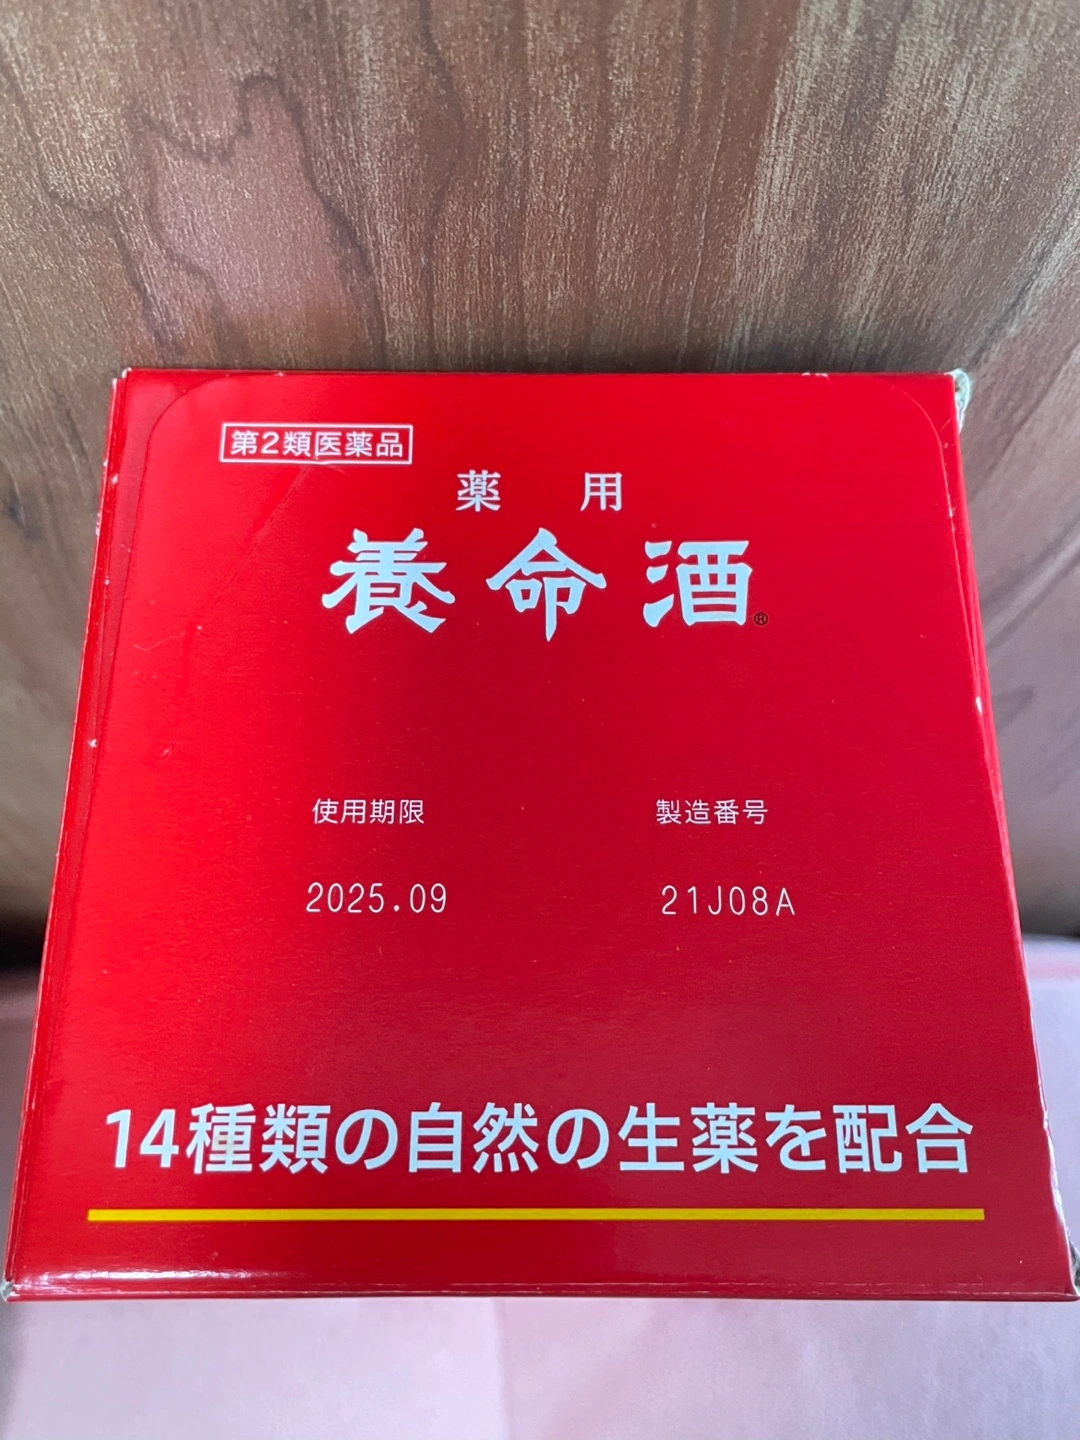 第2類医薬品
薬用
養命酒®
使用期限 製造番号
2025.09 21J08A
14種類の自然の生薬を配合